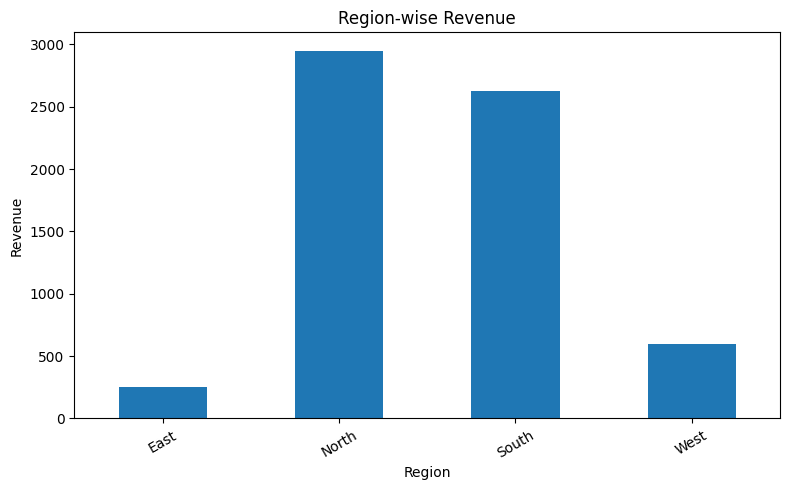 Region-wise Revenue
Revenue
3000
2500
2000
1500
1000
500
0
East
North
South
West
Region